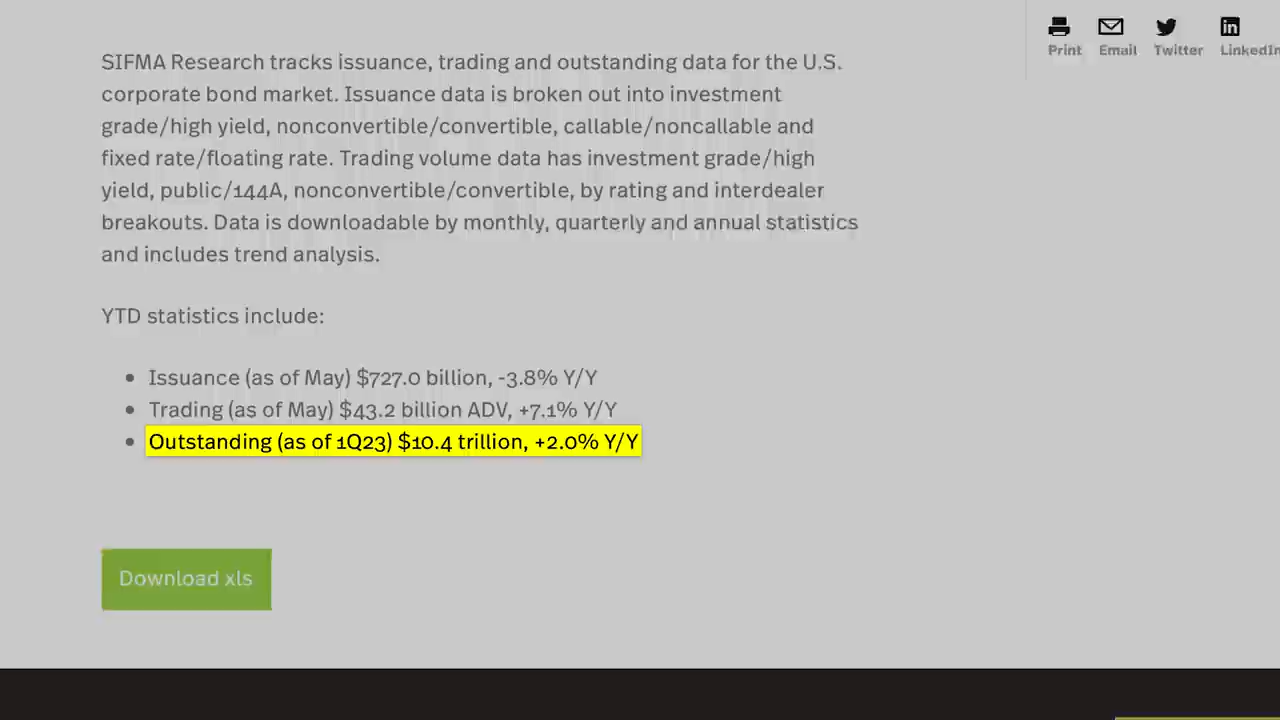 Print Email Twitter LinkedIn
SIFMA Research tracks issuance, trading and outstanding data for the U.S.
corporate bond market. Issuance data is broken out into investment
grade/high yield, nonconvertible/convertible, callable/noncallable and
fixed rate/floating rate. Trading volume data has investment grade/high
yield, public/144A, nonconvertible/convertible, by rating and interdealer
breakouts. Data is downloadable by monthly, quarterly and annual statistics
and includes trend analysis.
YTD statistics include:
• Issuance (as of May) $727.0 billion, -3.8% Y/Y
• Trading (as of May) $43.2 billion ADV, +7.1% Y/Y
• Outstanding (as of 1Q23) $10.4 trillion, +2.0% Y/Y
Download xls